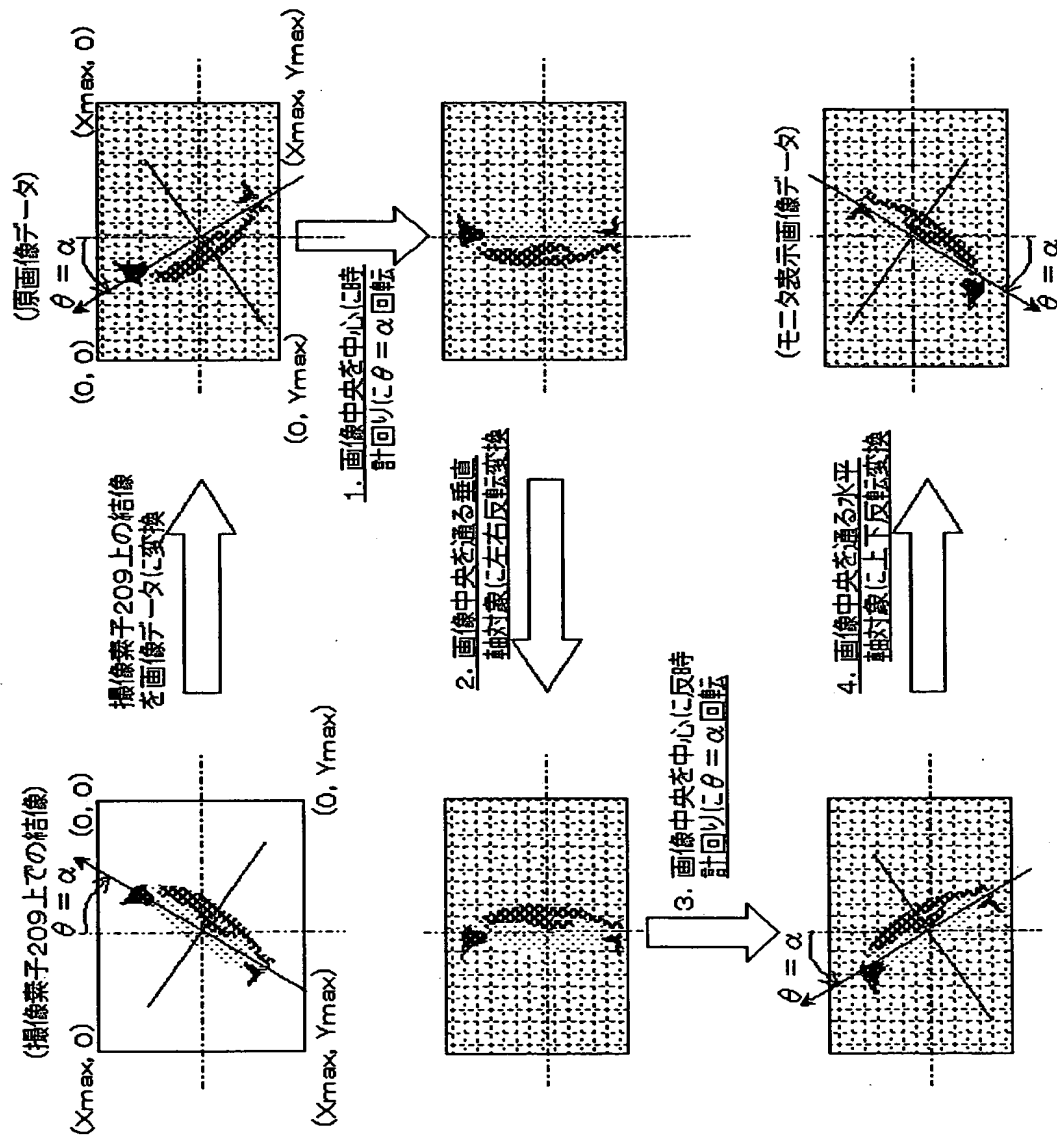 (撮像素子209上での結像)
(Xmax, 0)
(0, 0)
θ=α
(Xmax, Ymax)
(0, Ymax)
撮像素子209上の結像
を画像データに変換
(原画像データ)
(0, 0)
(Xmax, 0)
θ=α
(0, Ymax)
(Xmax, Ymax)
1. 画像中央を中心に時
計回りにθ=α回転
2. 画像中央を通る垂直
軸対象に左右反転変換
3. 画像中央を中心に反時
計回りにθ=α回転
θ=α
4. 画像中央を通る水平
軸対象に上下反転変換
(モニタ表示画像データ)
θ=α